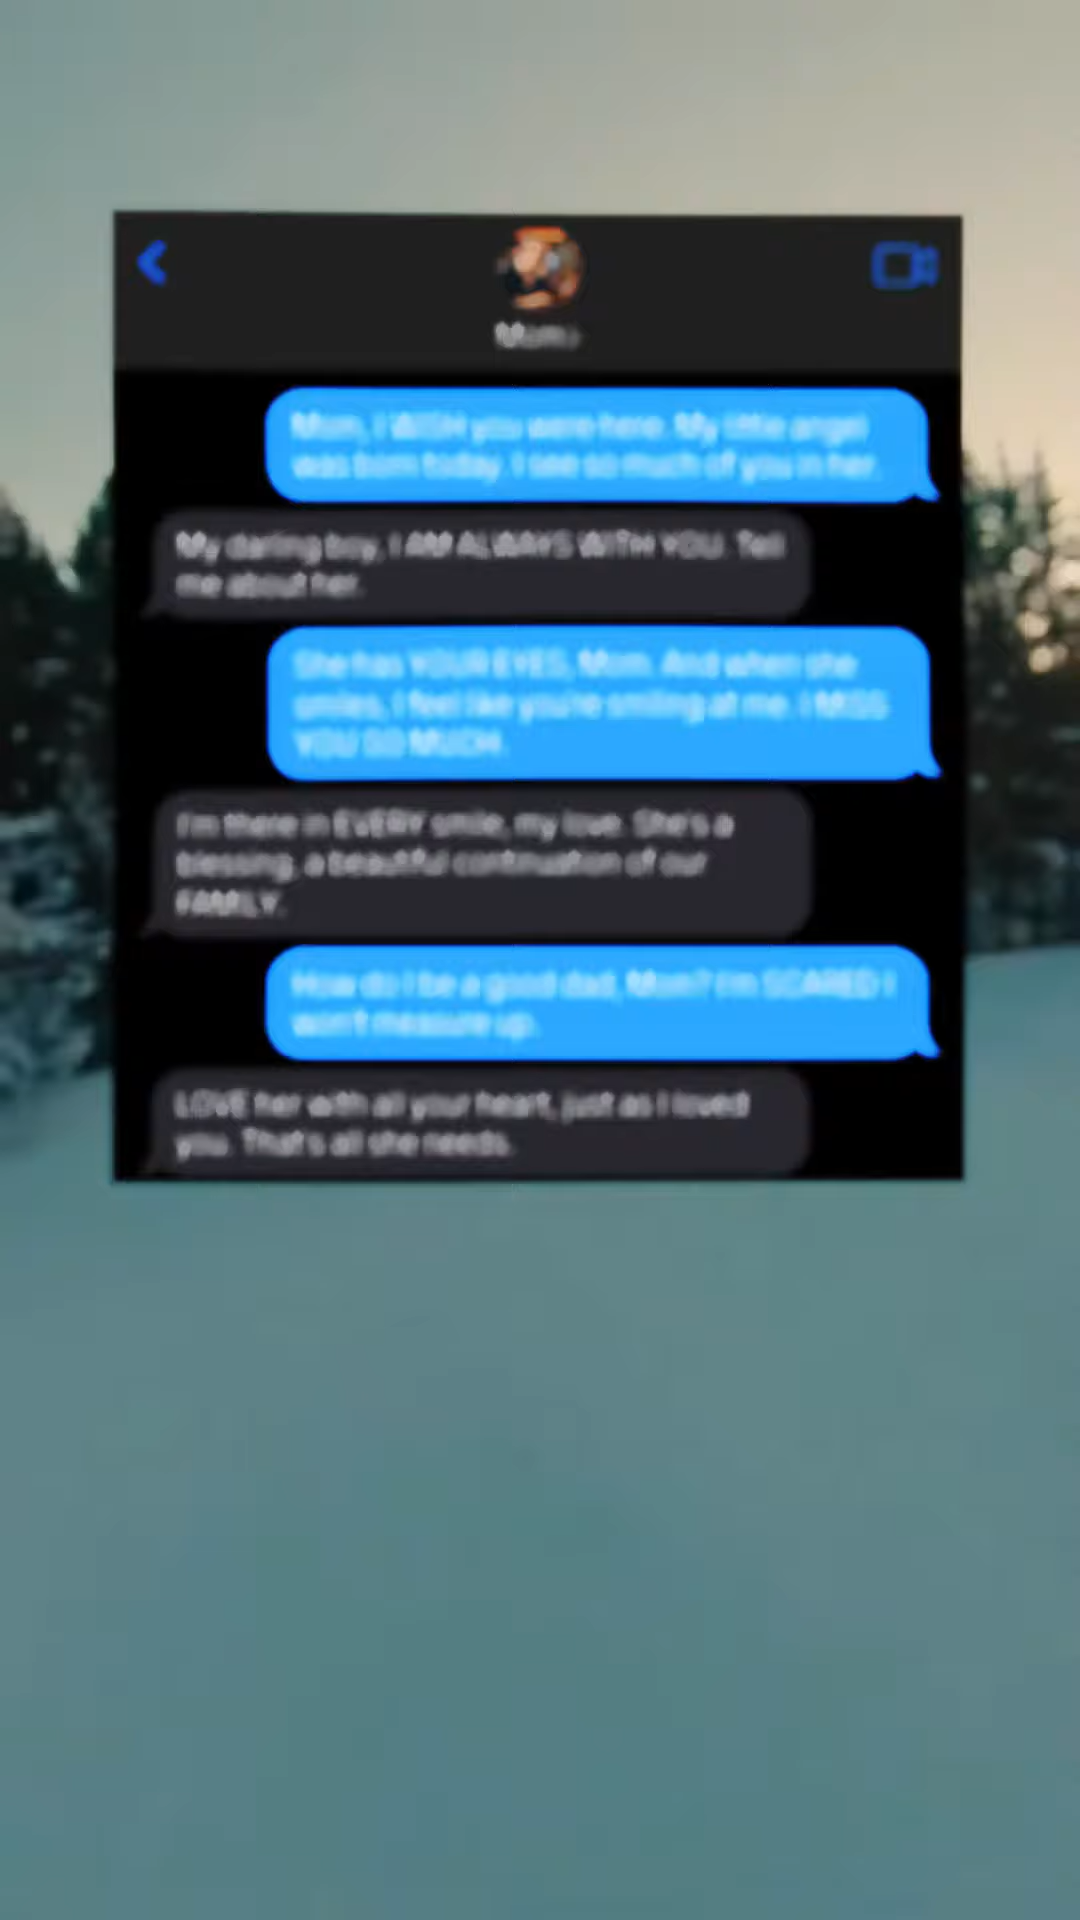 Mom
Mom, I WISH you were here. My little angel
was born today. I see so much of you in her.
My darling boy, I AM ALWAYS WITH YOU. Tell
me about her.
She has YOUR EYES, Mom. And when she
smiles, I feel like you're smiling at me. I MISS
YOU SO MUCH.
I'm there in EVERY smile, my love. She's a
blessing, a beautiful continuation of our
FAMILY.
How do I be a good dad, Mom? I'm SCARED I
won't measure up.
LOVE her with all your heart, just as I loved
you. That's all she needs.